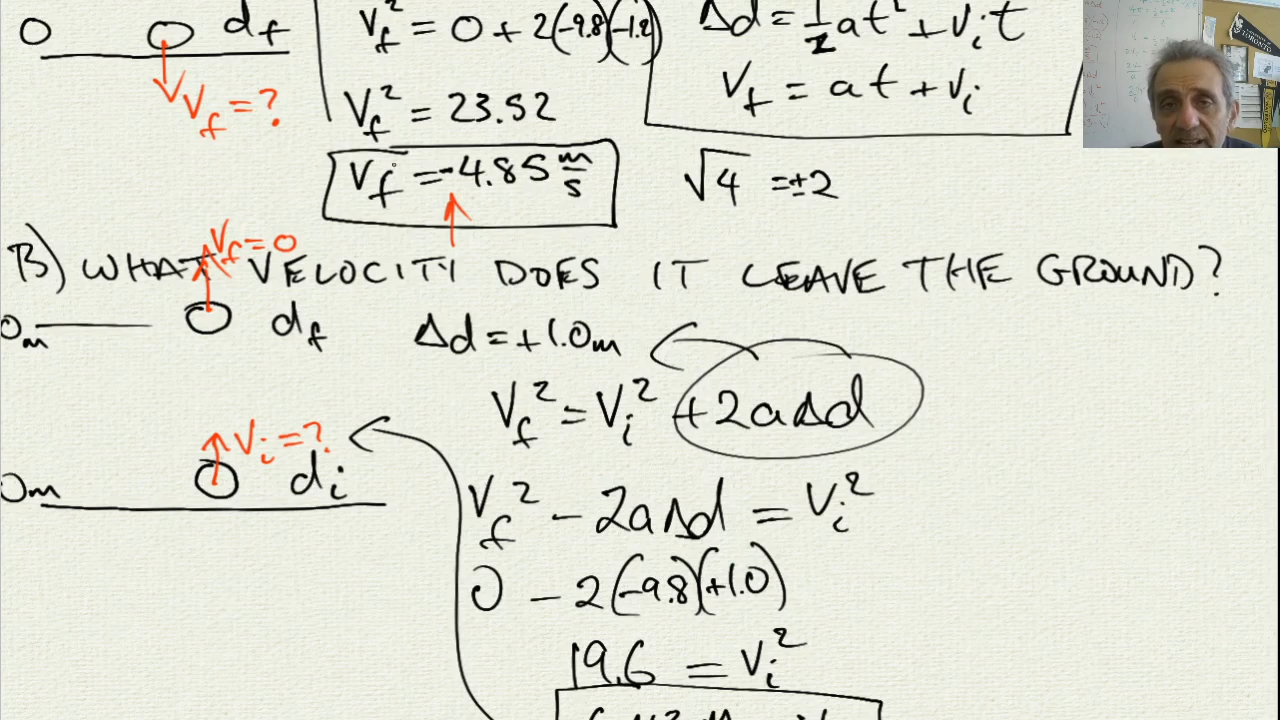 0 d_f
V_f = ?
V_f² = 0 + 2(-9.8)(-1.2)
V_f² = 23.52
V_f = -4.85 m/s
Δd = ½at² + V_i t
V_f = at + V_i
√4 = ±2
TORONTO
B) WHAT VELOCITY DOES IT LEAVE THE GROUND?
V_f = 0
0m d_f
Δd = +1.0m
V_f² = V_i² + 2aΔd
V_i = ?
0m d_i
V_f² - 2aΔd = V_i²
0 - 2(-9.8)(+1.0)
19.6 = V_i²